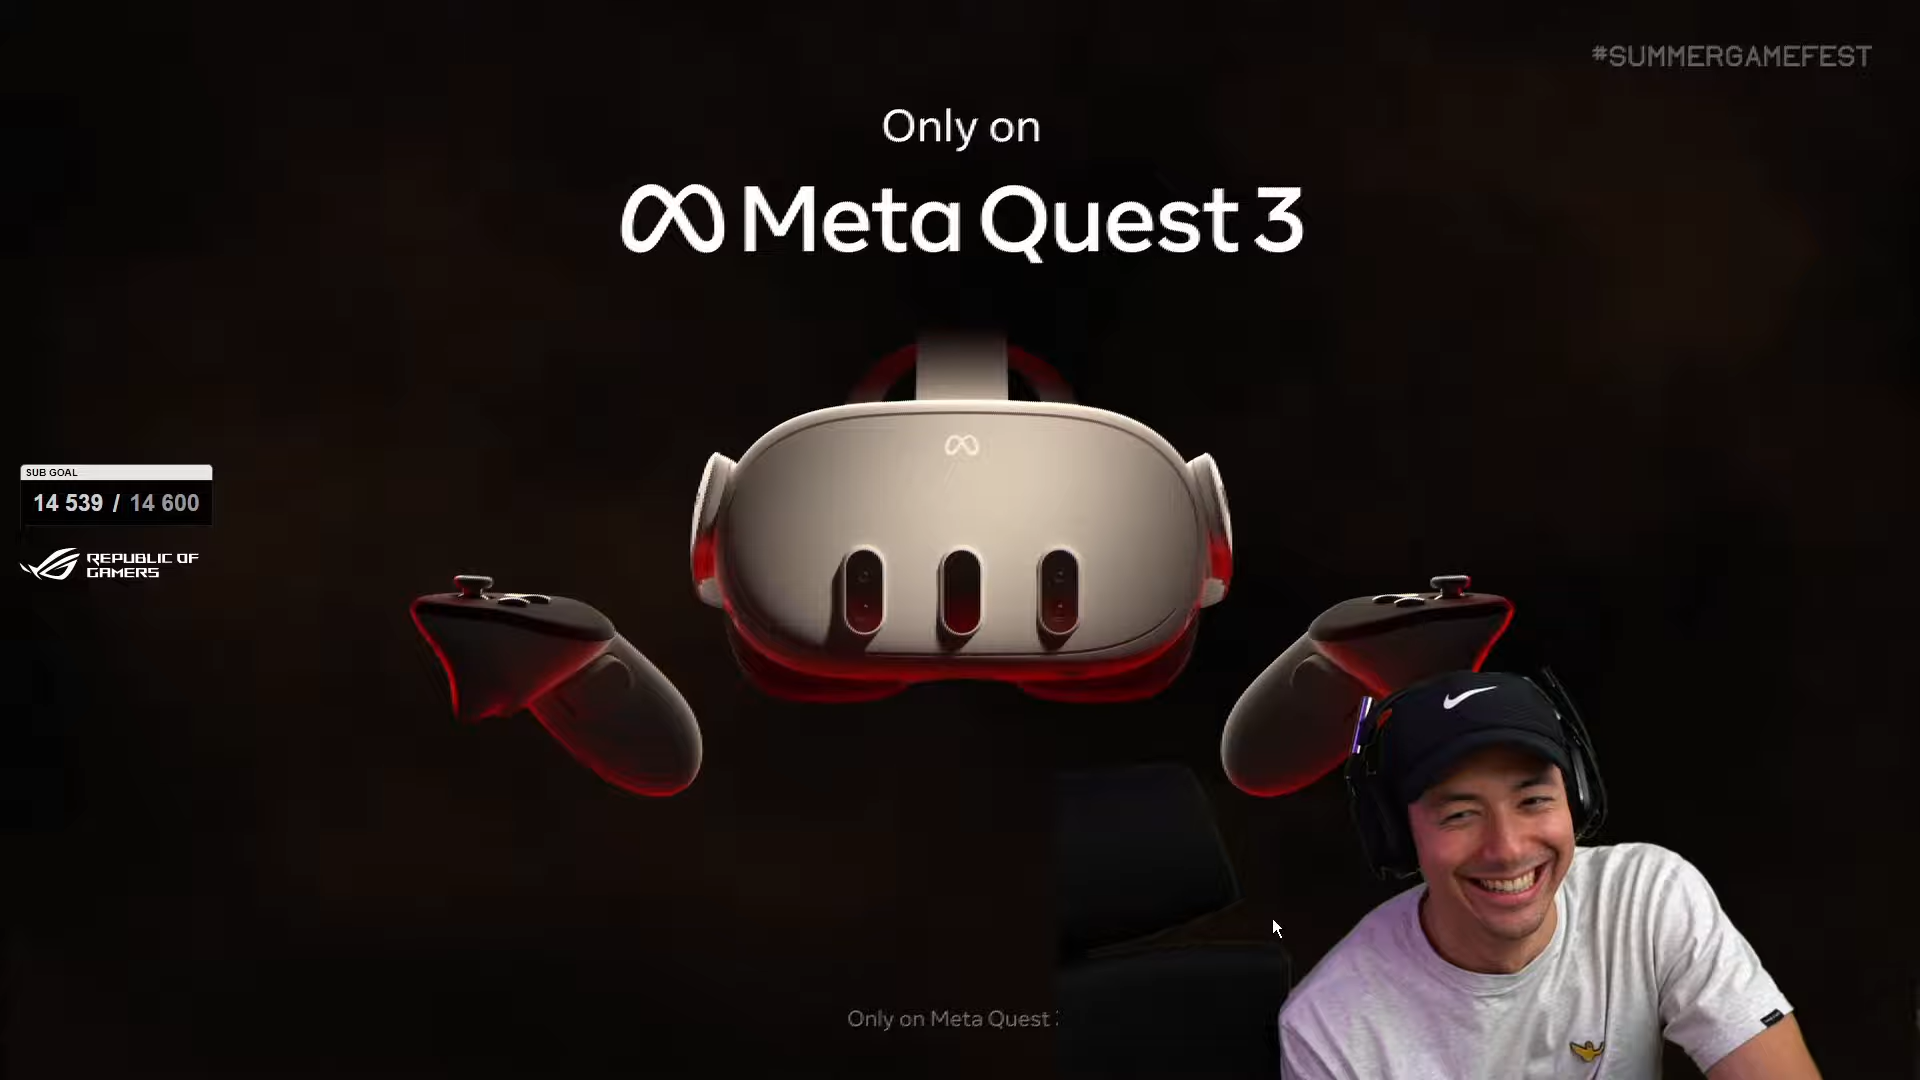 #SUMMERGAMEFEST
Only on
Meta Quest 3
SUB GOAL
14 539 / 14 600
REPUBLIC OF
GAMERS
Only on Meta Quest